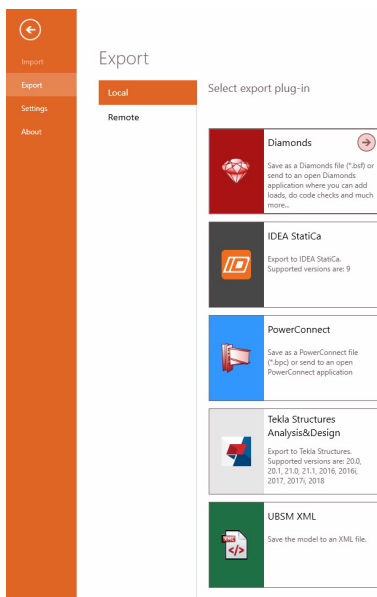 Import
Export
Settings
About
Export
Local
Remote
Select export plug-in
Diamonds
Save as a Diamonds file (*.bsf) or
send to an open Diamonds
application where you can add
loads, do code checks and much
more...
IDEA StatiCa
Export to IDEA StatiCa.
Supported versions are: 9
PowerConnect
Save as a PowerConnect file
(*.bpc) or send to an open
PowerConnect application
Tekla Structures
Analysis&Design
Export to Tekla Structures.
Supported versions are: 20.0,
20.1, 21.0, 21.1, 2016, 2016i,
2017, 2017i, 2018
UBSM XML
Save the model to an XML file.